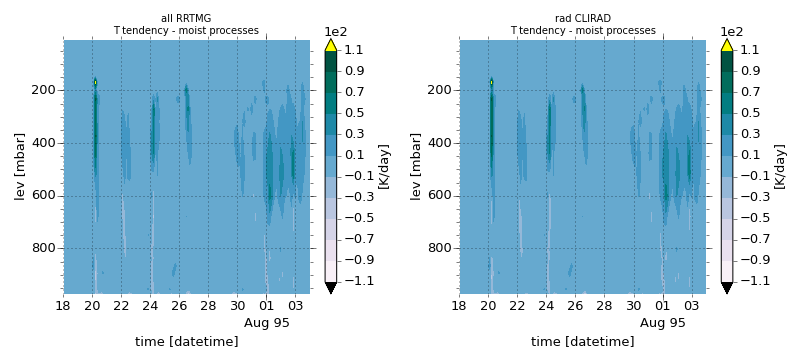 all RRTMG
T tendency - moist processes
1e2
1.1
0.9
0.7
0.5
0.3
0.1
−0.1
−0.3
−0.5
−0.7
−0.9
−1.1
[K/day]
lev [mbar]
200
400
600
800
18 20 22 24 26 28 30 01 03
Aug 95
time [datetime]
rad CLIRAD
T tendency - moist processes
1e2
1.1
0.9
0.7
0.5
0.3
0.1
−0.1
−0.3
−0.5
−0.7
−0.9
−1.1
[K/day]
lev [mbar]
200
400
600
800
18 20 22 24 26 28 30 01 03
Aug 95
time [datetime]